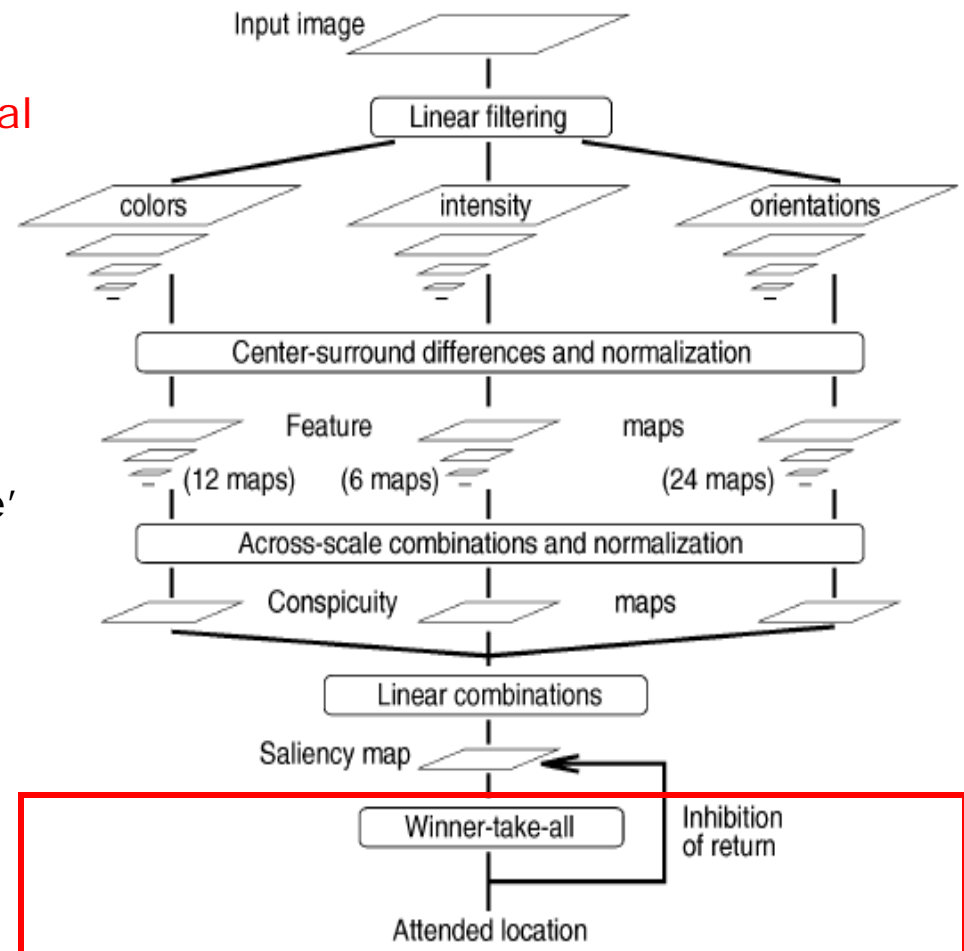 Input image
al
Linear filtering
colors intensity orientations
Center-surround differences and normalization
Feature maps
(12 maps) (6 maps) (24 maps)
e'
Across-scale combinations and normalization
Conspicuity maps
Linear combinations
Saliency map
Winner-take-all
Inhibition
of return
Attended location